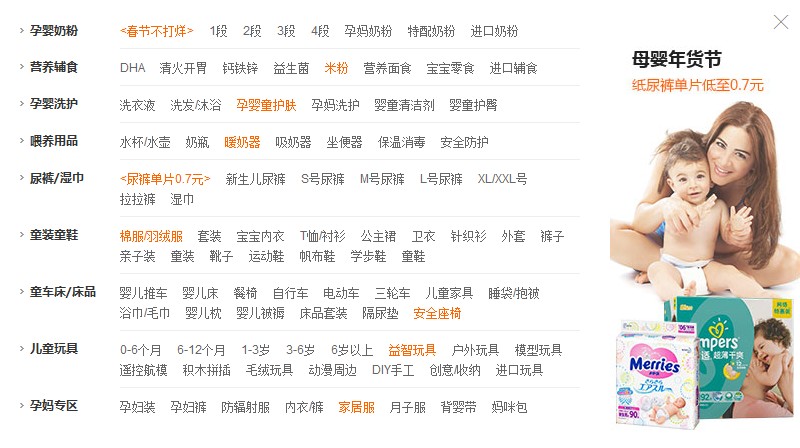 孕婴奶粉 <春节不打烊> 1段 2段 3段 4段 孕妈奶粉 特配奶粉 进口奶粉
营养辅食 DHA 清火开胃 钙铁锌 益生菌 米粉 营养面食 宝宝零食 进口辅食
孕婴洗护 洗衣液 洗发/沐浴 孕婴童护肤 孕妈洗护 婴童清洁剂 婴童护臀
喂养用品 水杯/水壶 奶瓶 暖奶器 吸奶器 坐便器 保温消毒 安全防护
尿裤/湿巾 <尿裤单片0.7元> 新生儿尿裤 S号尿裤 M号尿裤 L号尿裤 XL/XXL号
拉拉裤 湿巾
童装童鞋 棉服/羽绒服 套装 宝宝内衣 T恤/衬衫 公主裙 卫衣 针织衫 外套 裤子
亲子装 童装 靴子 运动鞋 帆布鞋 学步鞋 童鞋
童车床/床品 婴儿推车 婴儿床 餐椅 自行车 电动车 三轮车 儿童家具 睡袋/抱被
浴巾/毛巾 婴儿枕 婴儿被褥 床品套装 隔尿垫 安全座椅
儿童玩具 0-6个月 6-12个月 1-3岁 3-6岁 6岁以上 益智玩具 户外玩具 模型玩具
遥控航模 积木拼插 毛绒玩具 动漫周边 DIY手工 创意/收纳 进口玩具
孕妈专区 孕妇装 孕妇裤 防辐射服 内衣/裤 家居服 月子服 背婴带 妈咪包
母婴年货节
纸尿裤单片低至0.7元
Merries
エアスルー
90
mpers
超薄干爽
92